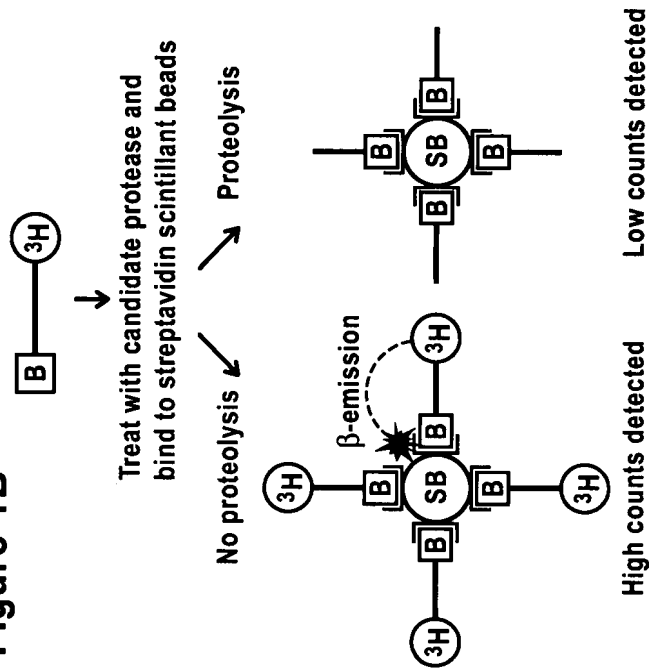 Figure 1B
B ³H
Treat with candidate protease and
bind to streptavidin scintillant beads
No proteolysis Proteolysis
β-emission
³H
B
³H B SB B ³H
B
³H
B
B SB B
B
High counts detected Low counts detected